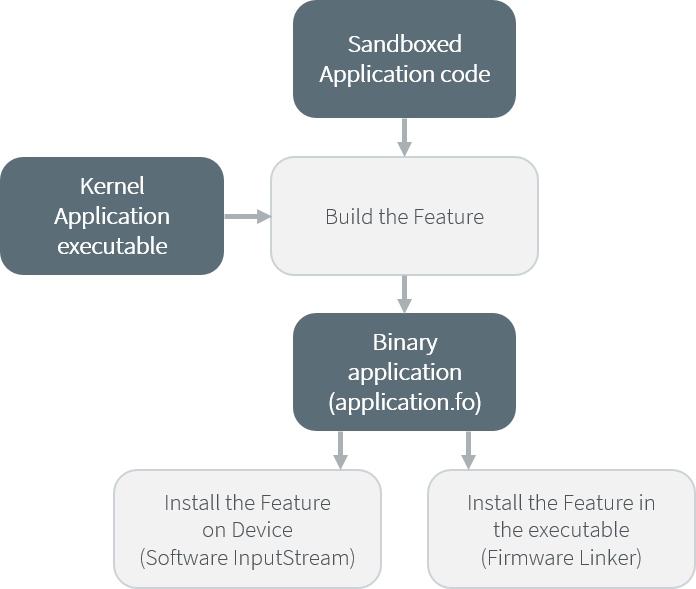 Sandboxed
Application code
Kernel
Application
executable
Build the Feature
Binary
application
(application.fo)
Install the Feature
on Device
(Software InputStream)
Install the Feature in
the executable
(Firmware Linker)